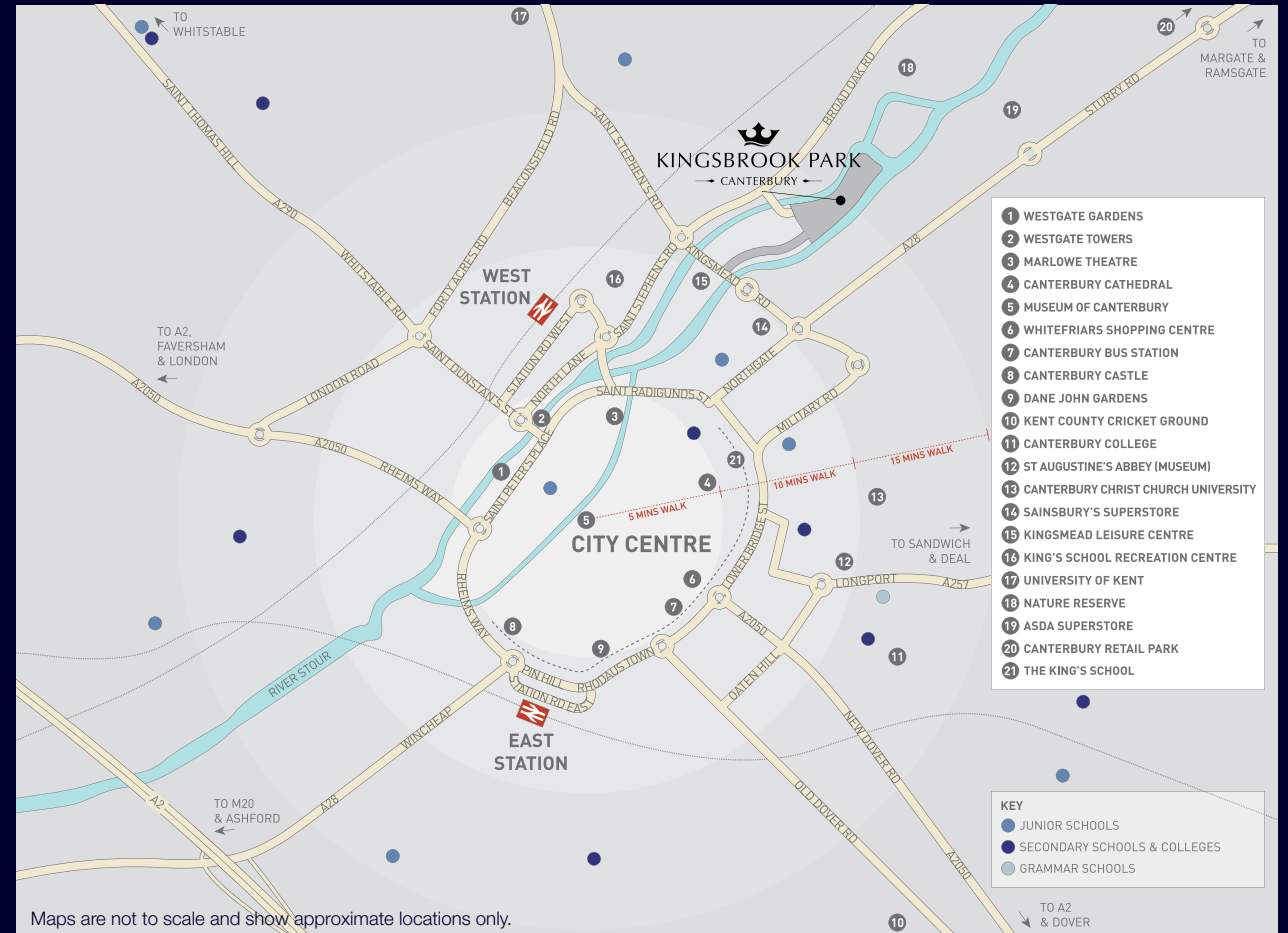 TO
WHITSTABLE
17
20
TO
MARGATE &
RAMSGATE
18
19
SAINT THOMAS HILL
A290
WHITSTABLE RD
BEACONSFIELD RD
FORTY ACRES RD
SAINT STEPHEN'S RD
BROAD OAK RD
STURRY RD
A28
KINGSBROOK PARK
CANTERBURY
WEST
STATION
16
15
KINGSMEAD RD
14
SAINT STEPHEN'S RD
STATION RD WEST
NORTH LANE
SAINT DUNSTAN'S ST
TO A2,
FAVERSHAM
& LONDON
A2050
LONDON ROAD
A2050
RHEIMS WAY
SAINT RADIGUNDS ST
NORTHGATE
MILITARY RD
2
3
1
SAINT PETERS PLACE
21
4
5
5 MINS WALK
10 MINS WALK
15 MINS WALK
13
CITY CENTRE
TO SANDWICH
& DEAL
12
LONGPORT
A257
LOWER BRIDGE ST
6
7
8
9
RHEIMS WAY
A2050
11
OATEN HILL
RHODAUS TOWN
PIN HILL
STATION RD EAST
EAST
STATION
RIVER STOUR
WINCHEAP
A28
A2
TO M20
& ASHFORD
NEW DOVER RD
OLD DOVER RD
A2050
10
TO A2
& DOVER
1 WESTGATE GARDENS
2 WESTGATE TOWERS
3 MARLOWE THEATRE
4 CANTERBURY CATHEDRAL
5 MUSEUM OF CANTERBURY
6 WHITEFRIARS SHOPPING CENTRE
7 CANTERBURY BUS STATION
8 CANTERBURY CASTLE
9 DANE JOHN GARDENS
10 KENT COUNTY CRICKET GROUND
11 CANTERBURY COLLEGE
12 ST AUGUSTINE'S ABBEY (MUSEUM)
13 CANTERBURY CHRIST CHURCH UNIVERSITY
14 SAINSBURY'S SUPERSTORE
15 KINGSMEAD LEISURE CENTRE
16 KING'S SCHOOL RECREATION CENTRE
17 UNIVERSITY OF KENT
18 NATURE RESERVE
19 ASDA SUPERSTORE
20 CANTERBURY RETAIL PARK
21 THE KING'S SCHOOL
KEY
JUNIOR SCHOOLS
SECONDARY SCHOOLS & COLLEGES
GRAMMAR SCHOOLS
Maps are not to scale and show approximate locations only.